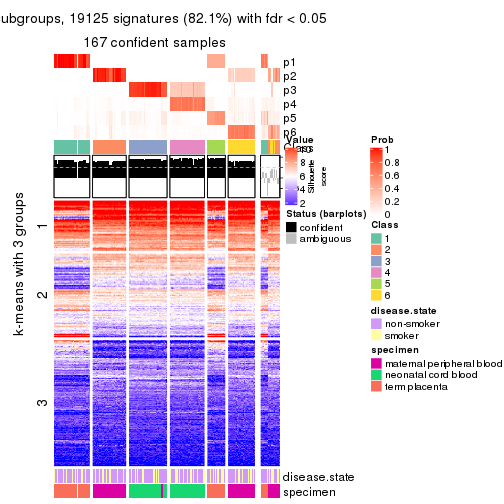 ubgroups, 19125 signatures (82.1%) with fdr < 0.05
167 confident samples
p1
p2
p3
p4
p5
p6
k-means with 3 groups
1
2
3
Value
8
6
2
Silhouette
score
Status (barplots)
confident
ambiguous
Prob
1
0.8
0.6
0.4
0.2
0
Class
1
2
3
4
5
6
disease.state
non-smoker
smoker
specimen
maternal peripheral blood
neonatal cord blood
term placenta
disease.state
specimen